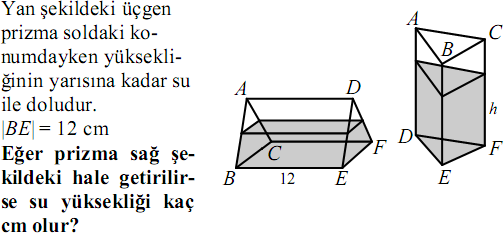 Yan şekildeki üçgen
prizma soldaki ko-
numdayken yüksekli-
ğinin yarısına kadar su
ile doludur.
|BE| = 12 cm
Eğer prizma sağ şe-
kildeki hale getirilir-
se su yüksekliği kaç
cm olur?
A D
C F
B 12 E
A C
B
h
D F
E